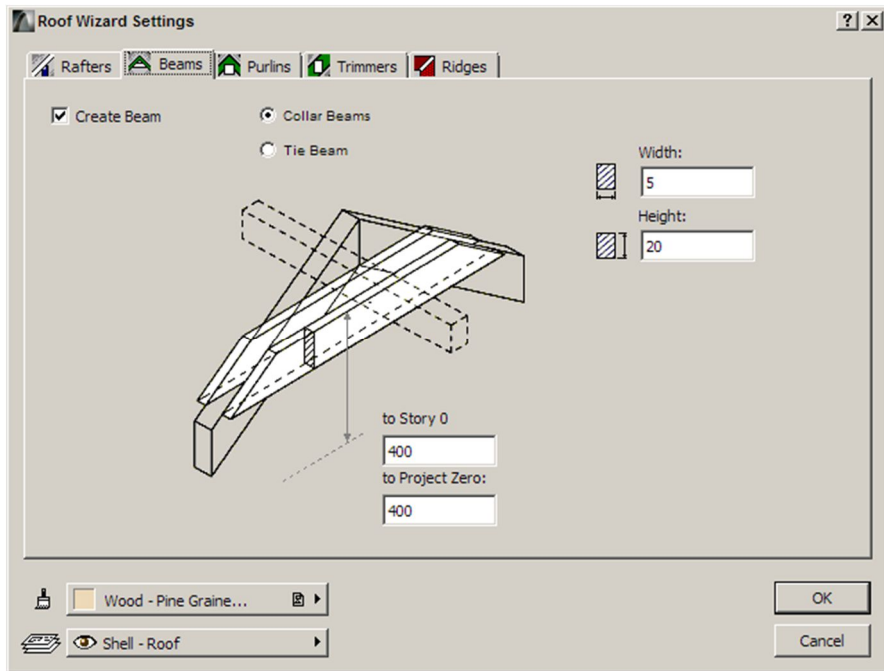 Roof Wizard Settings
Rafters Beams Purlins Trimmers Ridges
Create Beam
Collar Beams
Tie Beam
Width:
5
Height:
20
to Story 0
400
to Project Zero:
400
Wood - Pine Graine...
Shell - Roof
OK
Cancel